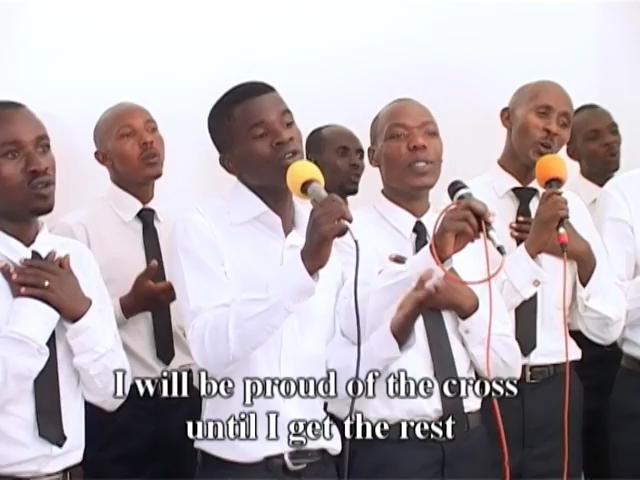 I will be proud of the cross
until I get the rest